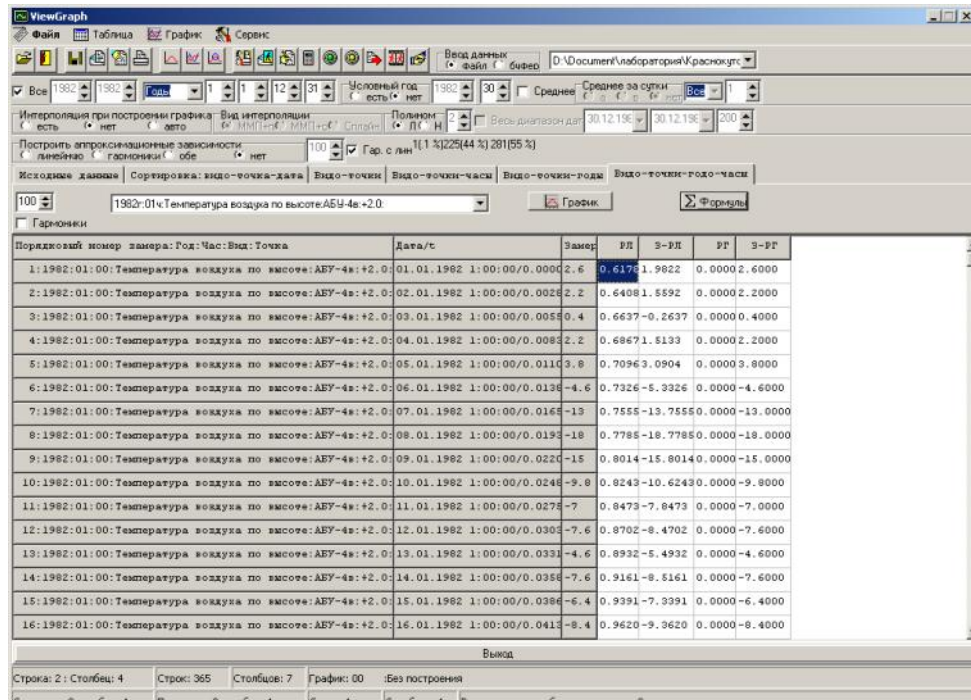 ViewGraph
Файл Таблица График Сервис
Ввод данных
файл буфер D:\Document\лаборатория\Краснокутс
Все 1982 1982 Годы 1 1 12 31 Условный год есть нет 1982 30 Среднее Среднее за сутки Все 1
Интерполяция при построении графика Вид интерполяции Полином
есть нет авто Сплайн Л Н 2 Весь диапазон дат 30.12.19 30.12.19 200
Построить аппроксимационные зависимости
линейную гармоники обе нет 100 Гар. с лин 1(.1 %)225(44 %) 281(55 %)
Исходные данные Сортировка:видо-точка-дата Видо-точки Видо-точки-часы Видо-точки-годы Видо-точки-годо-часы
100 1982г:01ч:Температура воздуха по высоте:АБУ-4в:+2.0: График Σ Формулы
Гармоники
Порядковый номер замера:Год:Час:Вид:Точка Дата/t Замер РЛ З-РЛ РГ З-РГ
1:1982:01:00:Температура воздуха по высоте:АБУ-4в:+2.0: 01.01.1982 1:00:00/0.0000 2.6 0.6178 1.9822 0.0000 2.6000
2:1982:01:00:Температура воздуха по высоте:АБУ-4в:+2.0: 02.01.1982 1:00:00/0.0028 2.2 0.6408 1.5592 0.0000 2.2000
3:1982:01:00:Температура воздуха по высоте:АБУ-4в:+2.0: 03.01.1982 1:00:00/0.0055 0.4 0.6637 -0.2637 0.0000 0.4000
4:1982:01:00:Температура воздуха по высоте:АБУ-4в:+2.0: 04.01.1982 1:00:00/0.0083 2.2 0.6867 1.5133 0.0000 2.2000
5:1982:01:00:Температура воздуха по высоте:АБУ-4в:+2.0: 05.01.1982 1:00:00/0.0110 3.8 0.7096 3.0904 0.0000 3.8000
6:1982:01:00:Температура воздуха по высоте:АБУ-4в:+2.0: 06.01.1982 1:00:00/0.0138 -4.6 0.7326 -5.3326 0.0000 -4.6000
7:1982:01:00:Температура воздуха по высоте:АБУ-4в:+2.0: 07.01.1982 1:00:00/0.0165 -13 0.7555 -13.7555 0.0000 -13.0000
8:1982:01:00:Температура воздуха по высоте:АБУ-4в:+2.0: 08.01.1982 1:00:00/0.0193 -18 0.7785 -18.7785 0.0000 -18.0000
9:1982:01:00:Температура воздуха по высоте:АБУ-4в:+2.0: 09.01.1982 1:00:00/0.0220 -15 0.8014 -15.8014 0.0000 -15.0000
10:1982:01:00:Температура воздуха по высоте:АБУ-4в:+2.0: 10.01.1982 1:00:00/0.0248 -9.8 0.8243 -10.6243 0.0000 -9.8000
11:1982:01:00:Температура воздуха по высоте:АБУ-4в:+2.0: 11.01.1982 1:00:00/0.0275 -7 0.8473 -7.8473 0.0000 -7.0000
12:1982:01:00:Температура воздуха по высоте:АБУ-4в:+2.0: 12.01.1982 1:00:00/0.0303 -7.6 0.8702 -8.4702 0.0000 -7.6000
13:1982:01:00:Температура воздуха по высоте:АБУ-4в:+2.0: 13.01.1982 1:00:00/0.0331 -4.6 0.8932 -5.4932 0.0000 -4.6000
14:1982:01:00:Температура воздуха по высоте:АБУ-4в:+2.0: 14.01.1982 1:00:00/0.0358 -7.6 0.9161 -8.5161 0.0000 -7.6000
15:1982:01:00:Температура воздуха по высоте:АБУ-4в:+2.0: 15.01.1982 1:00:00/0.0386 -6.4 0.9391 -7.3391 0.0000 -6.4000
16:1982:01:00:Температура воздуха по высоте:АБУ-4в:+2.0: 16.01.1982 1:00:00/0.0413 -8.4 0.9620 -9.3620 0.0000 -8.4000
Выход
Строка: 2 : Столбец: 4 Строк: 365 Столбцов: 7 График: 00 :Без построения